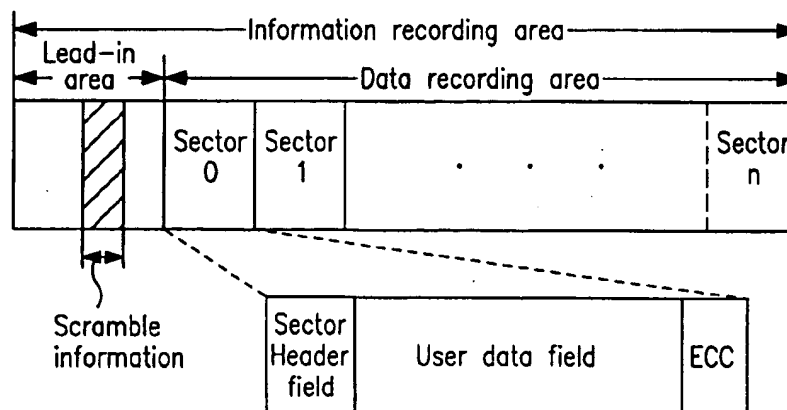 Information recording area
Lead-in
area
Data recording area
Sector
0
Sector
1
. . .
Sector
n
Scramble
information
Sector
Header
field
User data field
ECC